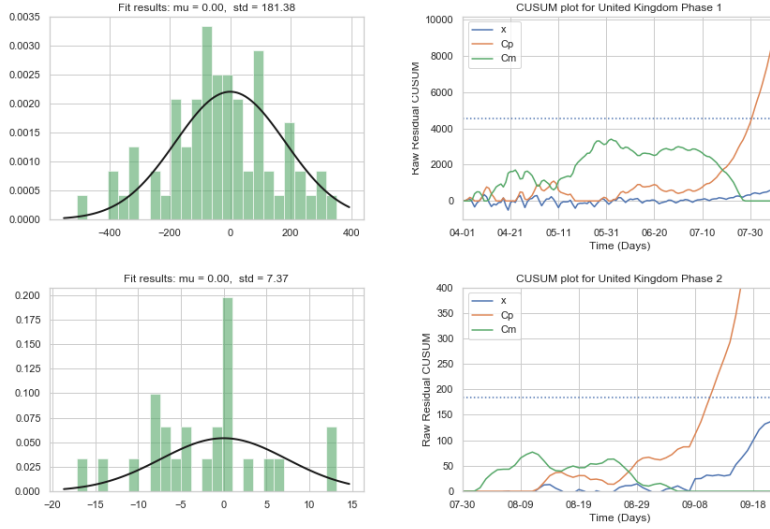 Fit results: mu = 0.00, std = 181.38
0.0035
0.0030
0.0025
0.0020
0.0015
0.0010
0.0005
0.0000
−400 −200 0 200 400
CUSUM plot for United Kingdom Phase 1
x
Cp
Cm
Raw Residual CUSUM
10000
8000
6000
4000
2000
0
04-01 04-21 05-11 05-31 06-20 07-10 07-30
Time (Days)
Fit results: mu = 0.00, std = 7.37
0.200
0.175
0.150
0.125
0.100
0.075
0.050
0.025
0.000
−20 −15 −10 −5 0 5 10 15
CUSUM plot for United Kingdom Phase 2
x
Cp
Cm
Raw Residual CUSUM
400
350
300
250
200
150
100
50
0
07-30 08-09 08-19 08-29 09-08 09-18
Time (Days)